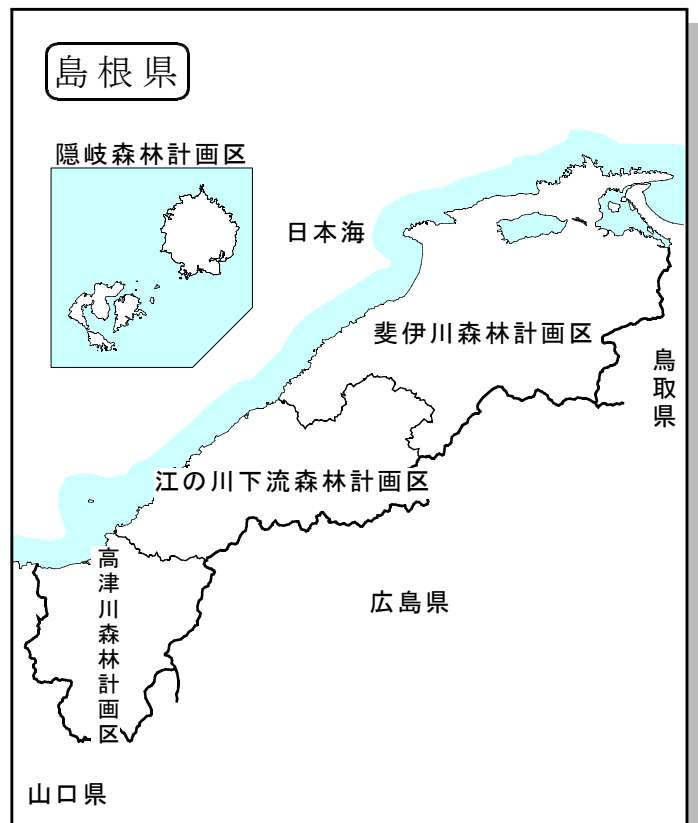 島根県
隠岐森林計画区
日本海
斐伊川森林計画区
鳥取県
江の川下流森林計画区
高津川森林計画区
広島県
山口県